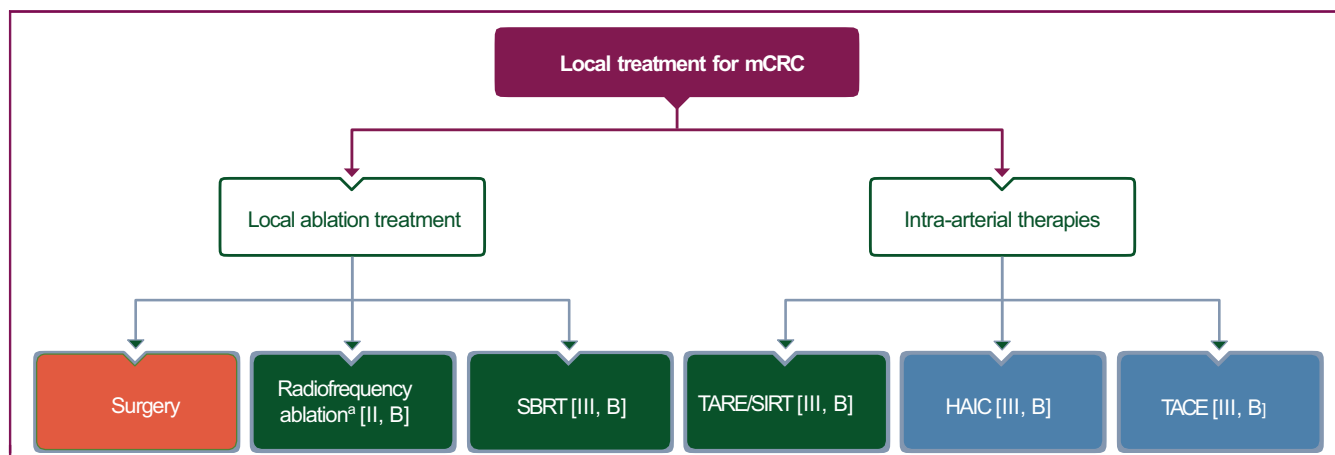 Local treatment for mCRC
Local ablation treatment
Intra-arterial therapies
Surgery
Radiofrequency
ablationᵃ [II, B]
SBRT [III, B]
TARE/SIRT [III, B]
HAIC [III, B]
TACE [III, B]